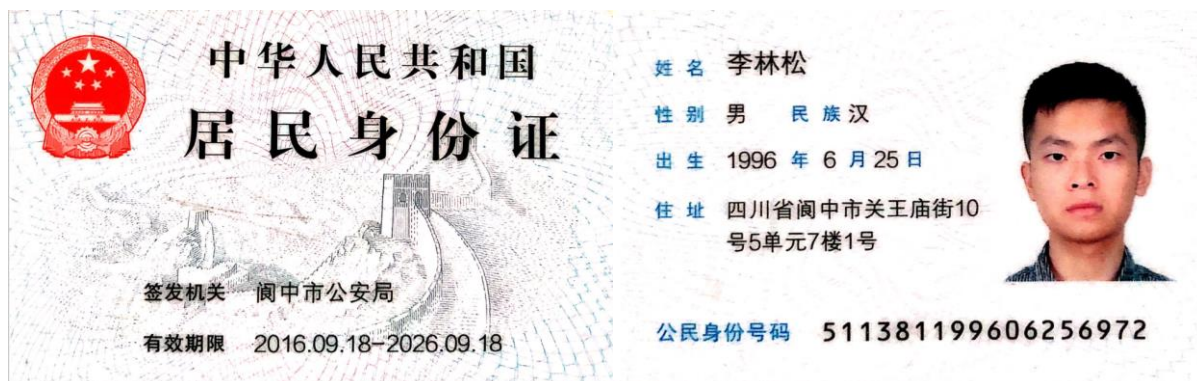 中华人民共和国
居民身份证
签发机关 阆中市公安局
有效期限 2016.09.18-2026.09.18
姓名 李林松
性别 男 民族 汉
出生 1996 年 6 月 25 日
住址 四川省阆中市关王庙街10
号5单元7楼1号
公民身份号码 511381199606256972